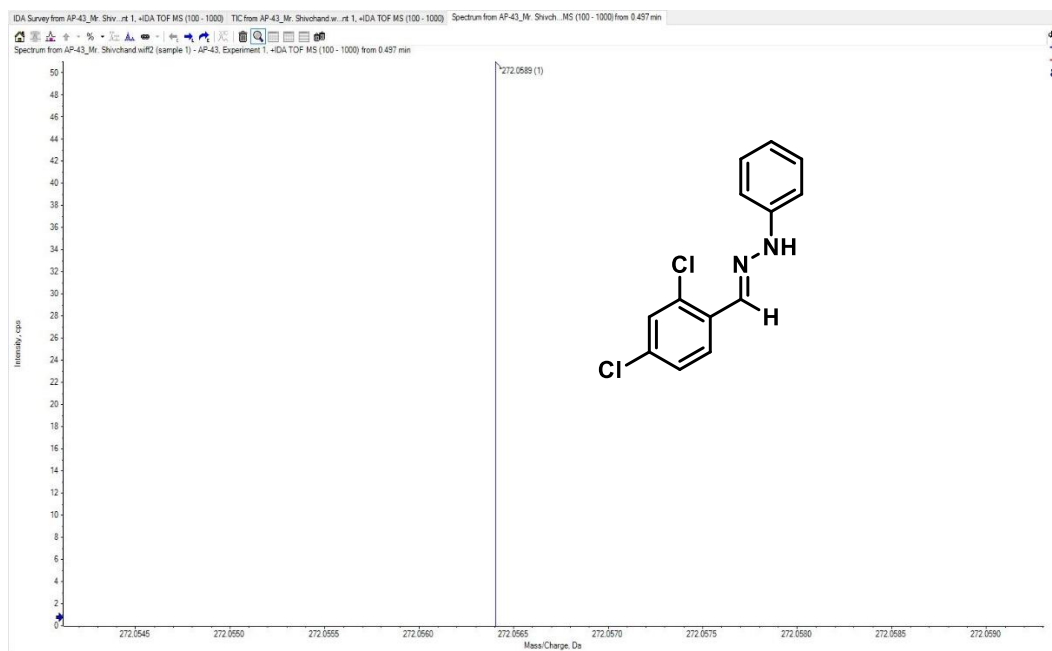 IDA Survey from AP-43_Mr. Shiv...nt 1, +IDA TOF MS (100 - 1000) TIC from AP-43_Mr. Shivchand.w...nt 1, +IDA TOF MS (100 - 1000) Spectrum from AP-43_Mr. Shivch...MS (100 - 1000) from 0.497 min
%
Spectrum from AP-43_Mr. Shivchand.wiff2 (sample 1) - AP-43, Experiment 1, +IDA TOF MS (100 - 1000) from 0.497 min
*272.0589 (1)
50
48
46
44
42
40
38
36
34
32
30
28
26
24
22
20
18
16
14
12
10
8
6
4
2
0
Intensity, cps
NH
N
Cl
H
Cl
272.0545 272.0550 272.0555 272.0560 272.0565 272.0570 272.0575 272.0580 272.0585 272.0590
Mass/Charge, Da